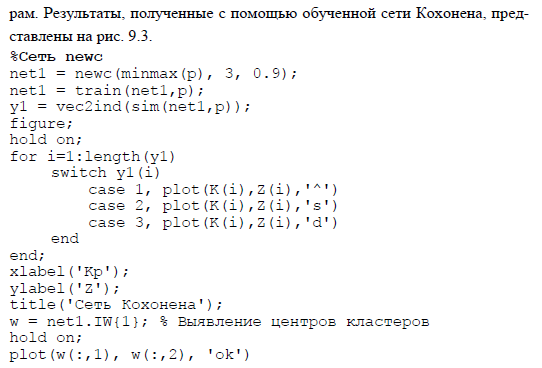 рам. Результаты, полученные с помощью обученной сети Кохонена, пред-
ставлены на рис. 9.3.
%Сеть newc
net1 = newc(minmax(p), 3, 0.9);
net1 = train(net1,p);
y1 = vec2ind(sim(net1,p));
figure;
hold on;
for i=1:length(y1)
    switch y1(i)
        case 1, plot(K(i),Z(i),'^')
        case 2, plot(K(i),Z(i),'s')
        case 3, plot(K(i),Z(i),'d')
    end
end;
xlabel('Kp');
ylabel('Z');
title('Сеть Кохонена');
w = net1.IW{1}; % Выявление центров кластеров
hold on;
plot(w(:,1), w(:,2), 'ok')